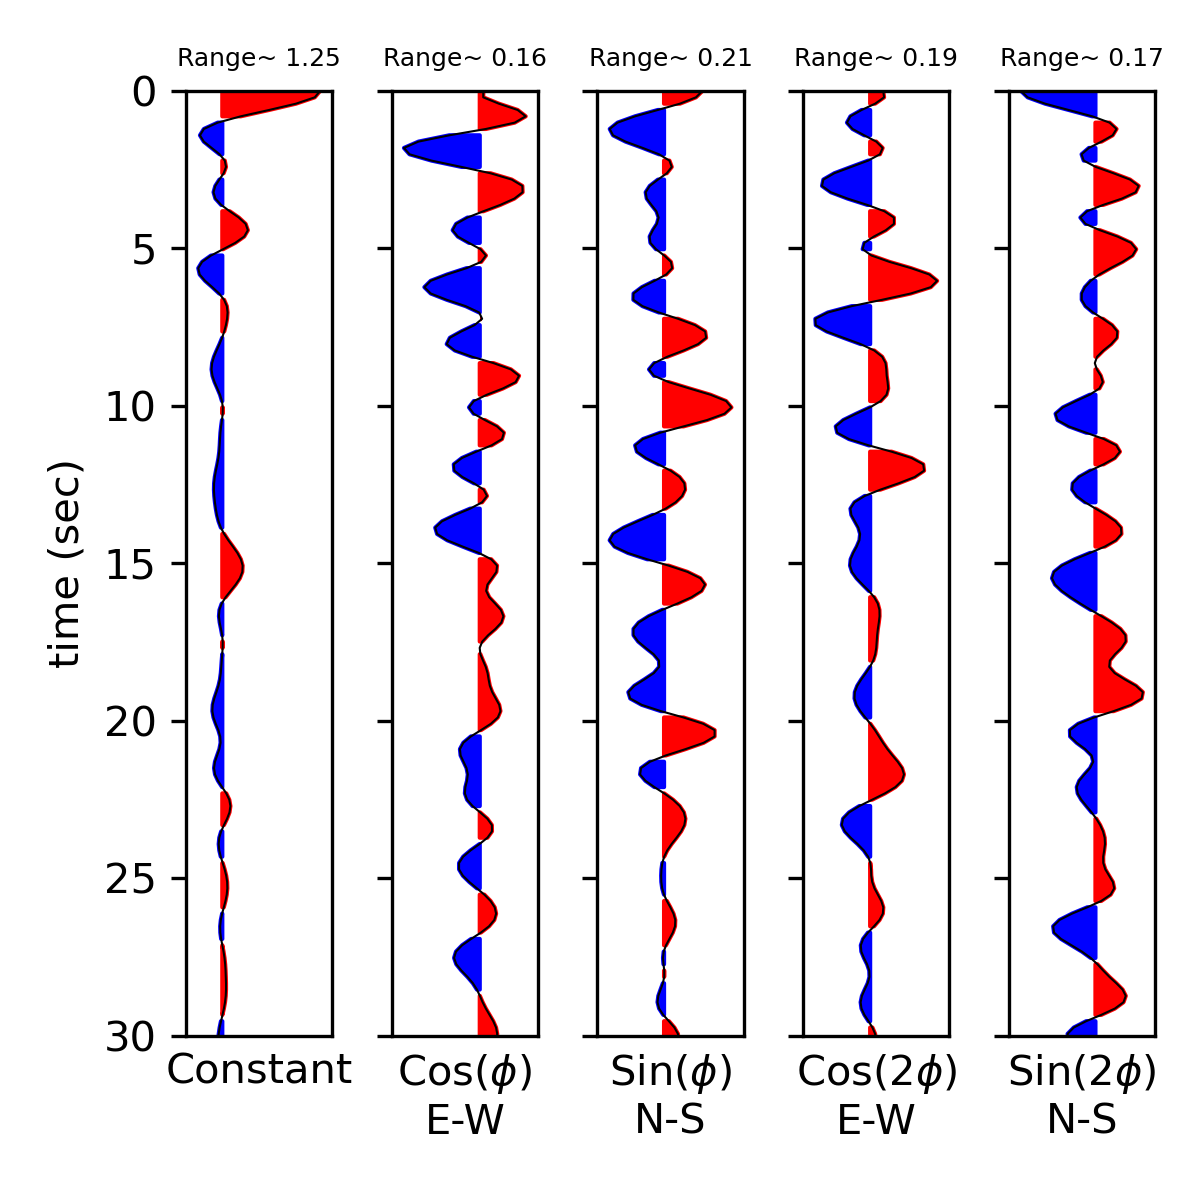 Range~ 1.25 Range~ 0.16 Range~ 0.21 Range~ 0.19 Range~ 0.17
0
5
10
15
20
25
30
time (sec)
Constant Cos(ϕ) Sin(ϕ) Cos(2ϕ) Sin(2ϕ)
E-W N-S E-W N-S